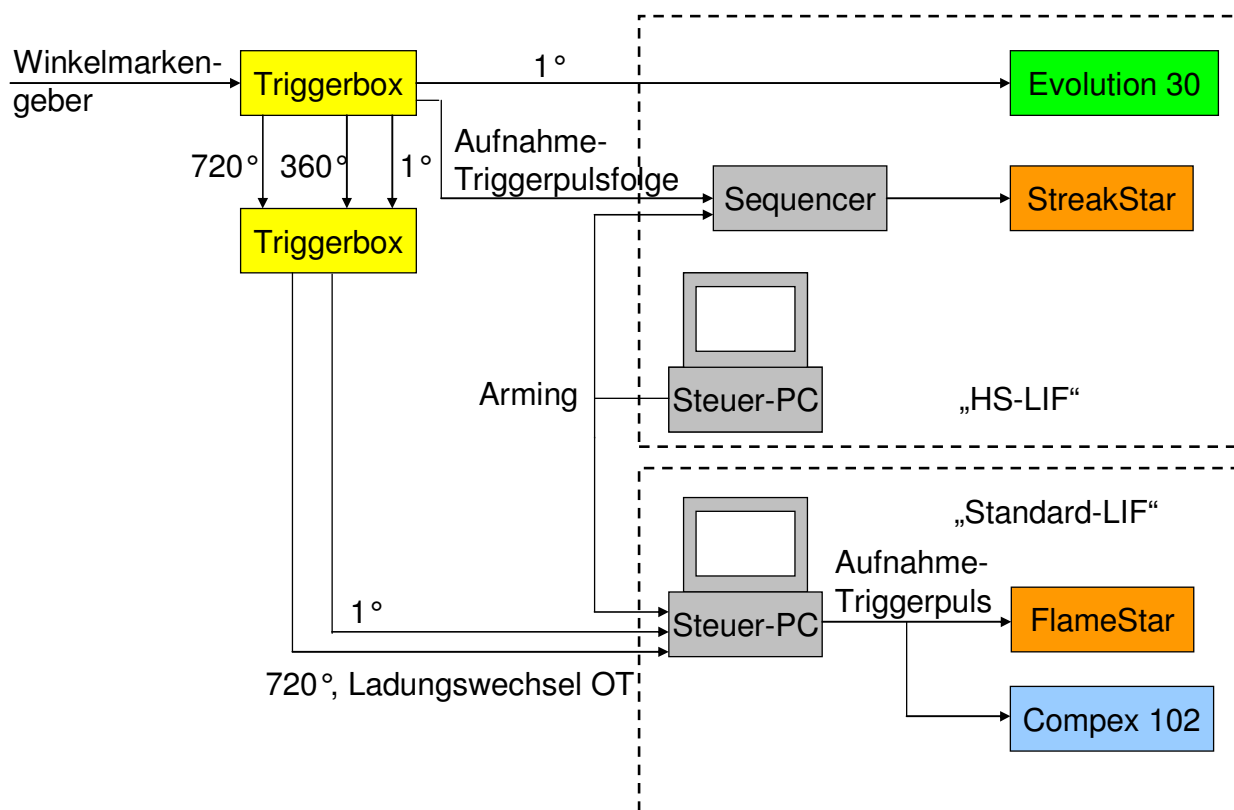 Winkelmarken-
geber
Triggerbox
1°
Evolution 30
720°
360°
1°
Aufnahme-
Triggerpulsfolge
Sequencer
StreakStar
Triggerbox
Arming
Steuer-PC
„HS-LIF“
„Standard-LIF“
Aufnahme-
Triggerpuls
1°
Steuer-PC
FlameStar
720°, Ladungswechsel OT
Compex 102